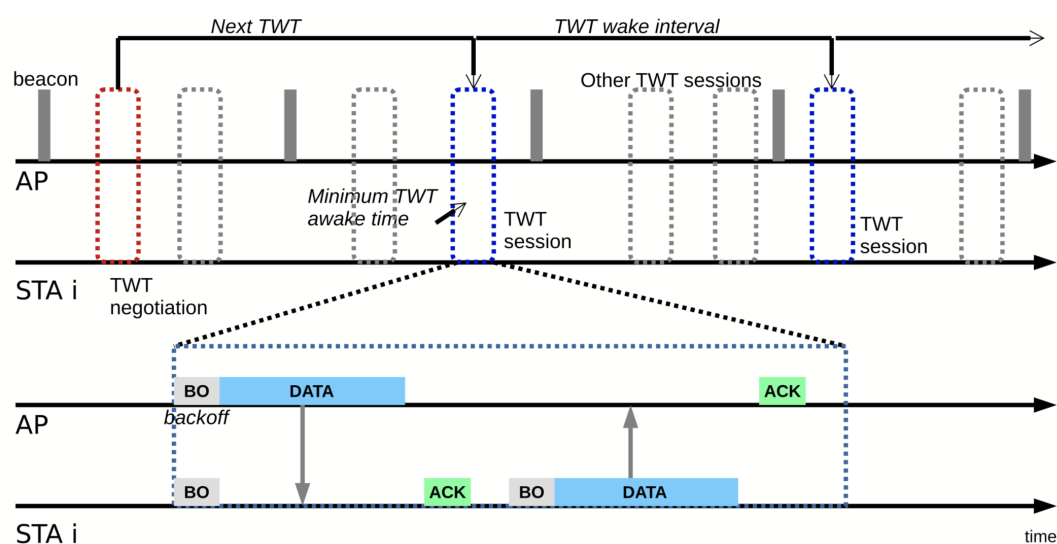 Next TWT
TWT wake interval
beacon
Other TWT sessions
AP
Minimum TWT
awake time
TWT
session
TWT
session
STA i
TWT
negotiation
BO
DATA
ACK
AP
backoff
BO
ACK
BO
DATA
STA i
time